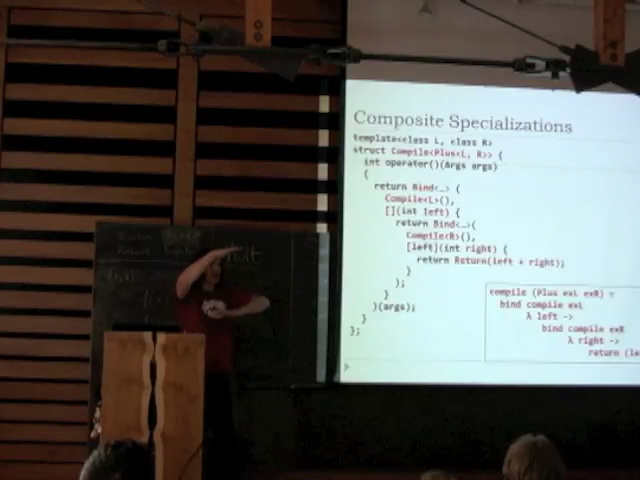 Composite Specializations
template<class L, class R>
struct Compile<Plus<L, R>> {
int operator()(Args args)
{
return Bind<…> (
Compile<L>(),
[](int left) {
return Bind<…>(
Compile<R>(),
[left](int right) {
return Return(left + right);
}
);
}
)(args);
}
};
compile (Plus exL exR) =
bind compile exL
λ left ->
bind compile exR
λ right ->
return (le